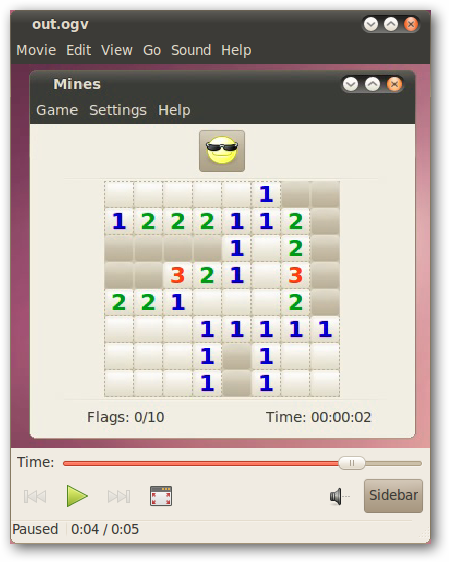 out.ogv
Movie Edit View Go Sound Help
Mines
Game Settings Help
1
1 2 2 2 1 1 2
1 2
3 2 1 3
2 2 1 2
1 1 1 1 1
1 1
1 1
Flags: 0/10 Time: 00:00:02
Time:
Sidebar
Paused 0:04 / 0:05